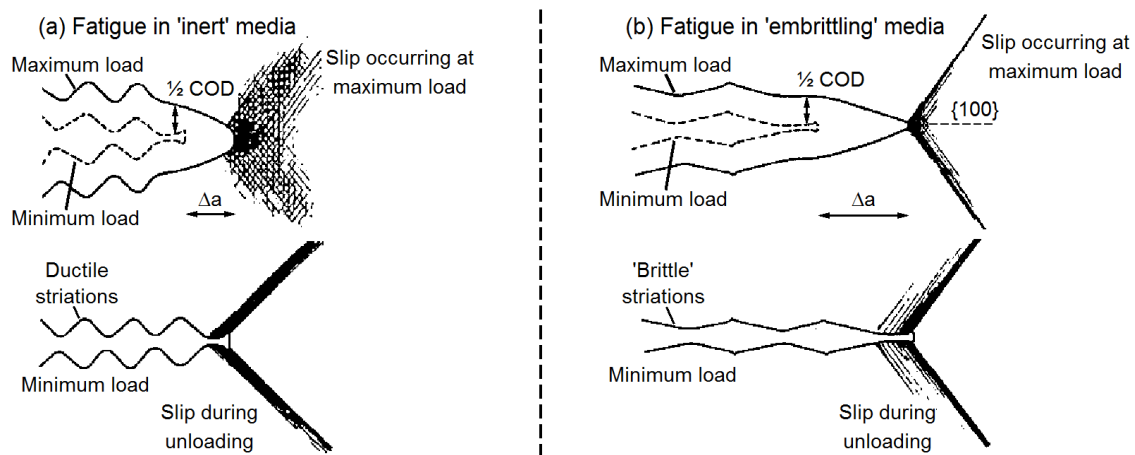 (a) Fatigue in 'inert' media
Maximum load
½ COD
Slip occurring at
maximum load
Minimum load
Δa
Ductile
striations
Minimum load
Slip during
unloading
(b) Fatigue in 'embrittling' media
Maximum load
½ COD
Slip occurring at
maximum load
{100}
Minimum load
Δa
'Brittle'
striations
Minimum load
Slip during
unloading